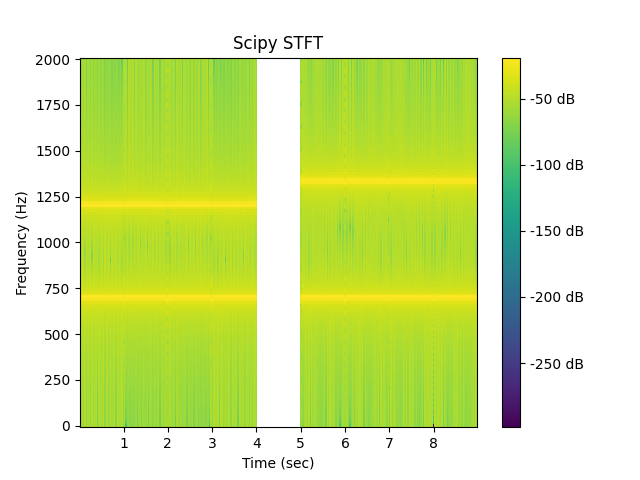 Scipy STFT
2000
1750
1500
1250
1000
750
500
250
0
Frequency (Hz)
1 2 3 4 5 6 7 8
Time (sec)
-50 dB
-100 dB
-150 dB
-200 dB
-250 dB